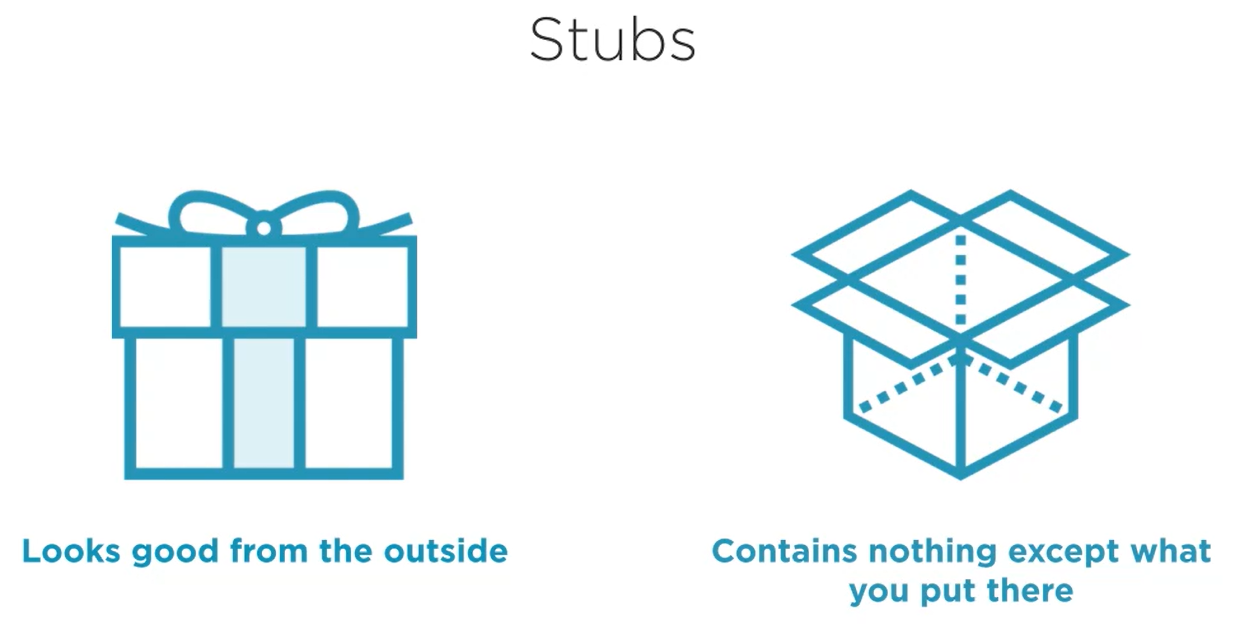 Stubs
Looks good from the outside
Contains nothing except what
you put there